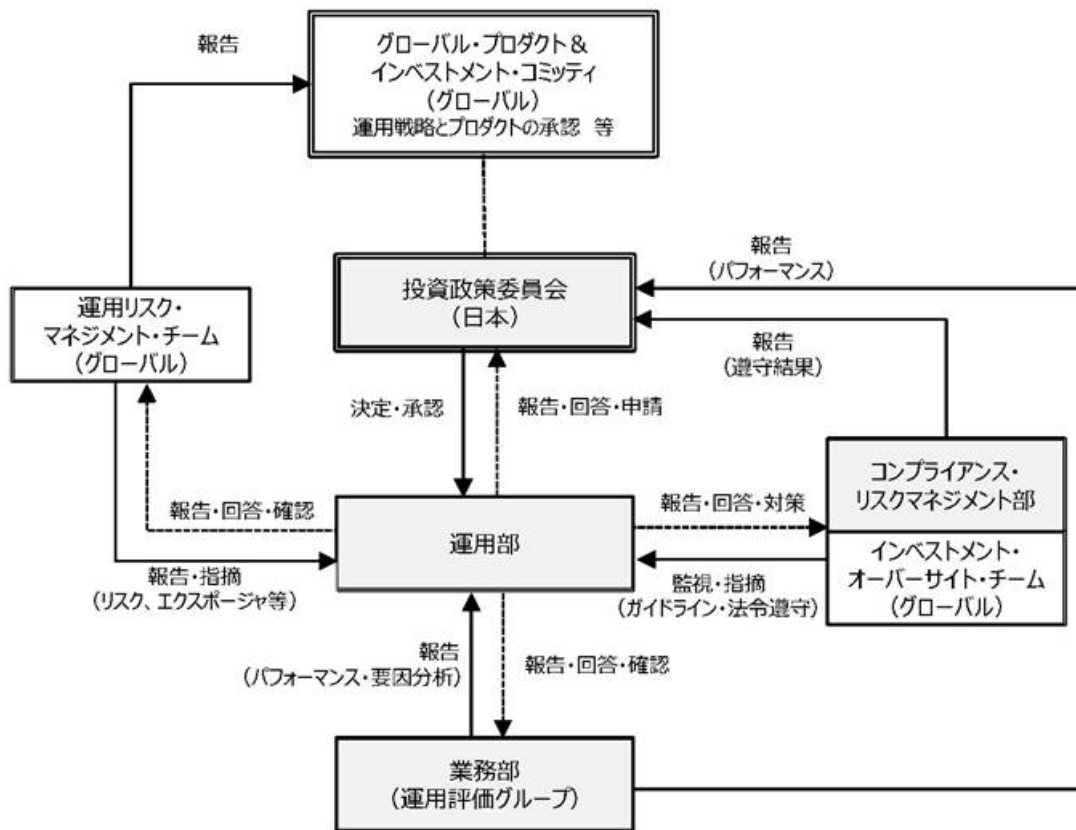 報告
グローバル・プロダクト＆
インベストメント・コミッティ
(グローバル)
運用戦略とプロダクトの承認　等
報告
(パフォーマンス)
投資政策委員会
(日本)
運用リスク・
マネジメント・チーム
(グローバル)
報告
(遵守結果)
決定・承認
報告・回答・申請
コンプライアンス・
リスクマネジメント部
報告・回答・確認
運用部
報告・回答・対策
インベストメント・
オーバーサイト・チーム
(グローバル)
報告・指摘
(リスク、エクスポージャ等)
監視・指摘
(ガイドライン・法令遵守)
報告
(パフォーマンス・要因分析)
報告・回答・確認
業務部
(運用評価グループ)